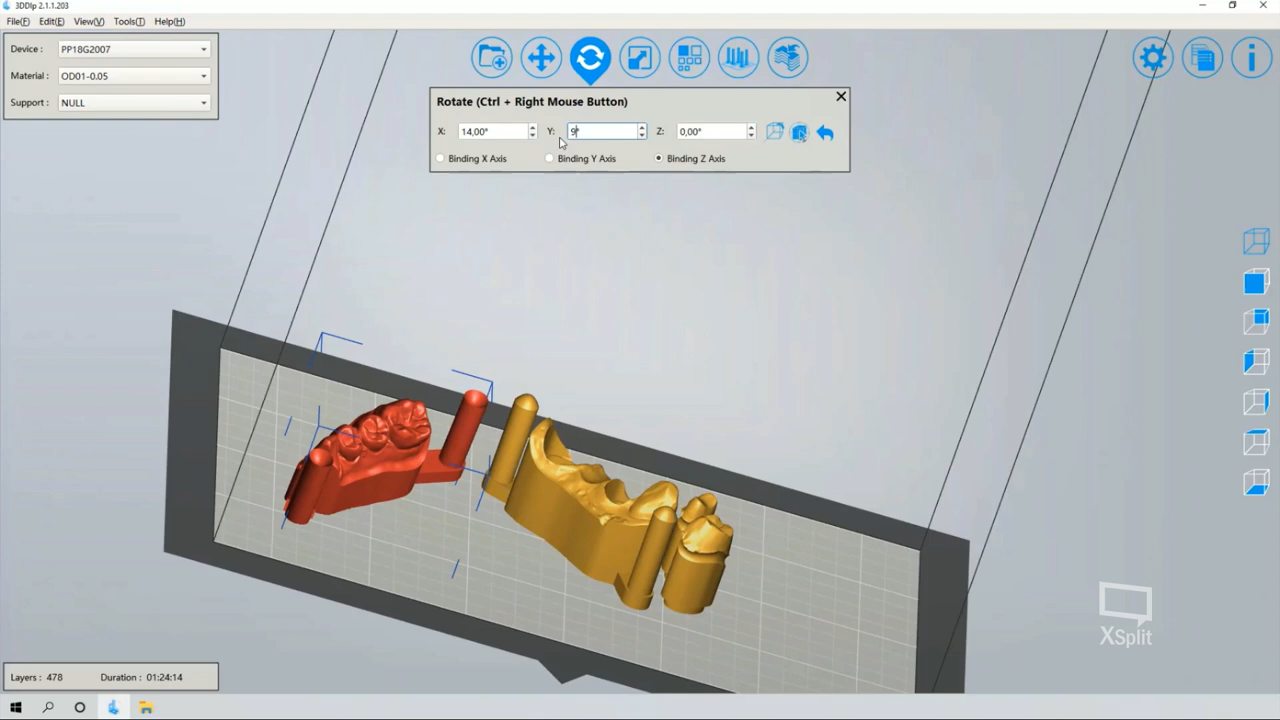 3DDlp 2.1.1.203
File(F) Edit(E) View(V) Tools(T) Help(H)
Device : PP18G2007
Material : OD01-0.05
Support : NULL
Rotate (Ctrl + Right Mouse Button)
X: 14,00° Y: 9° Z: 0,00°
Binding X Axis Binding Y Axis Binding Z Axis
XSplit
Layers : 478 Duration : 01:24:14